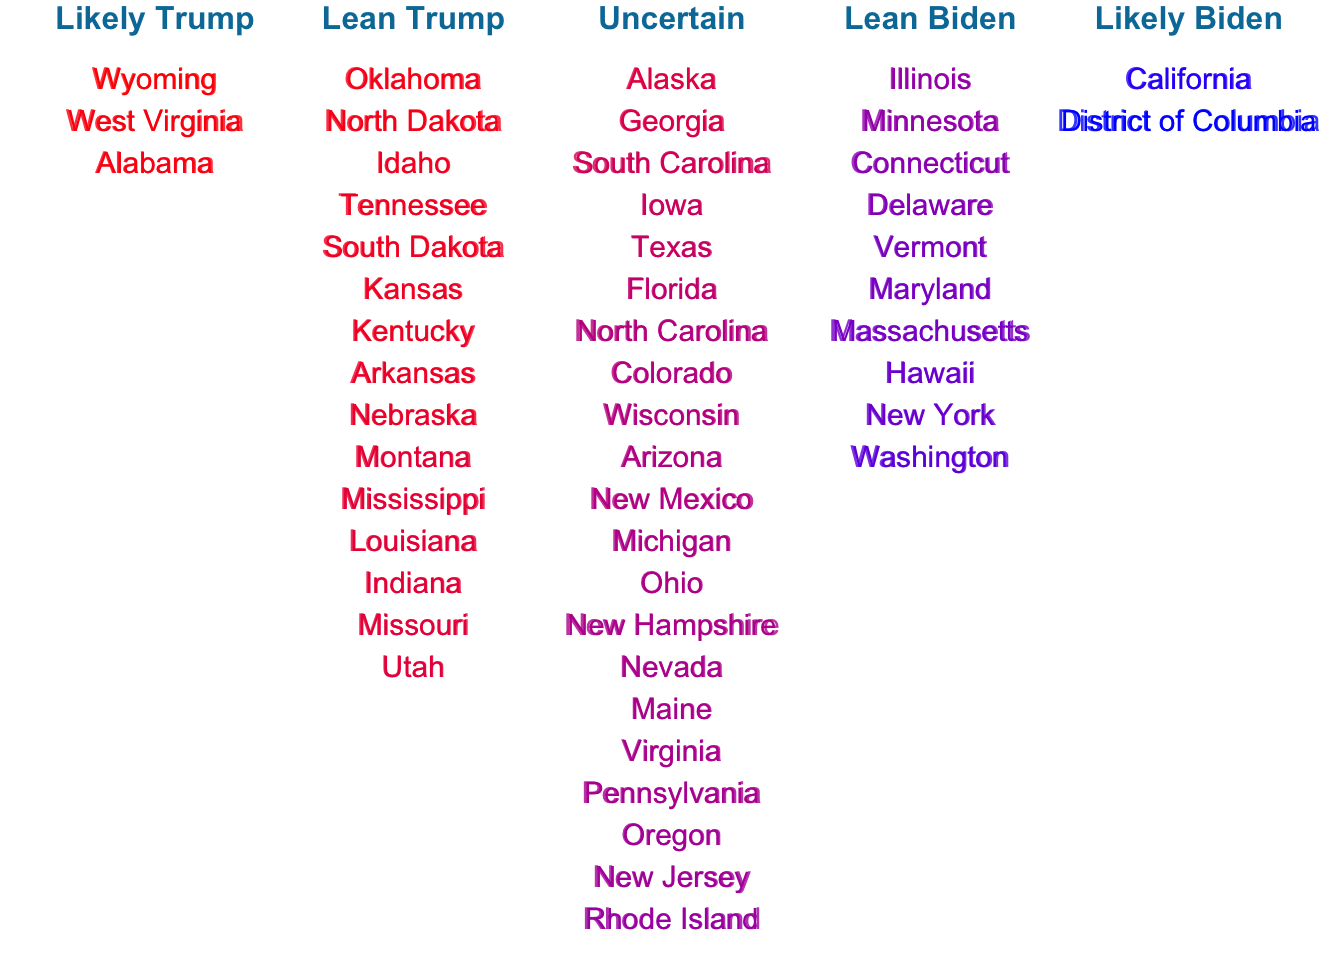 Likely Trump Lean Trump Uncertain Lean Biden Likely Biden
Wyoming Oklahoma Alaska Illinois California
West Virginia North Dakota Georgia Minnesota District of Columbia
Alabama Idaho South Carolina Connecticut
Tennessee Iowa Delaware
South Dakota Texas Vermont
Kansas Florida Maryland
Kentucky North Carolina Massachusetts
Arkansas Colorado Hawaii
Nebraska Wisconsin New York
Montana Arizona Washington
Mississippi New Mexico
Louisiana Michigan
Indiana Ohio
Missouri New Hampshire
Utah Nevada
Maine
Virginia
Pennsylvania
Oregon
New Jersey
Rhode Island